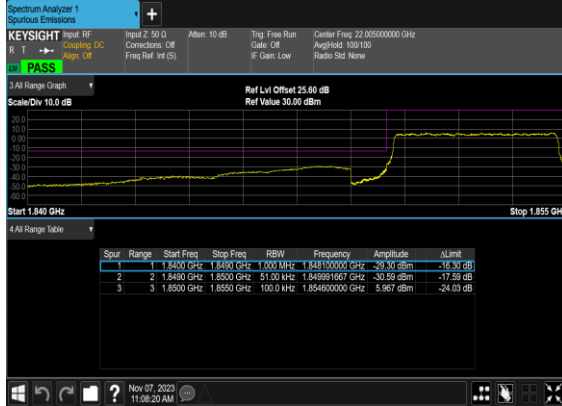 Spectrum Analyzer 1
Spurious Emissions
+
KEYSIGHT Input: RF Input Z: 50 Ω Atten: 10 dB Trig: Free Run Center Freq: 22.005000000 GHz
R T Coupling: DC Corrections: Off Gate: Off Avg|Hold: 100/100
Align: Off Freq Ref: Int (S) IF Gain: Low Radio Std: None
PASS
3 All Range Graph
Ref Lvl Offset 25.60 dB
Scale/Div 10.0 dB Ref Value 30.00 dBm
20.0
10.0
0.00
-10.0
-20.0
-30.0
-40.0
-50.0
-60.0
Start 1.840 GHz Stop 1.855 GH
4 All Range Table
Spur Range Start Freq Stop Freq RBW Frequency Amplitude ΔLimit
1 1 1.8400 GHz 1.8490 GHz 1.000 MHz 1.848100000 GHz -29.30 dBm -16.30 dB
2 2 1.8490 GHz 1.8500 GHz 51.00 kHz 1.849991667 GHz -30.59 dBm -17.59 dB
3 3 1.8500 GHz 1.8550 GHz 100.0 kHz 1.854600000 GHz 5.967 dBm -24.03 dB
? Nov 07, 2023
11:08:20 AM